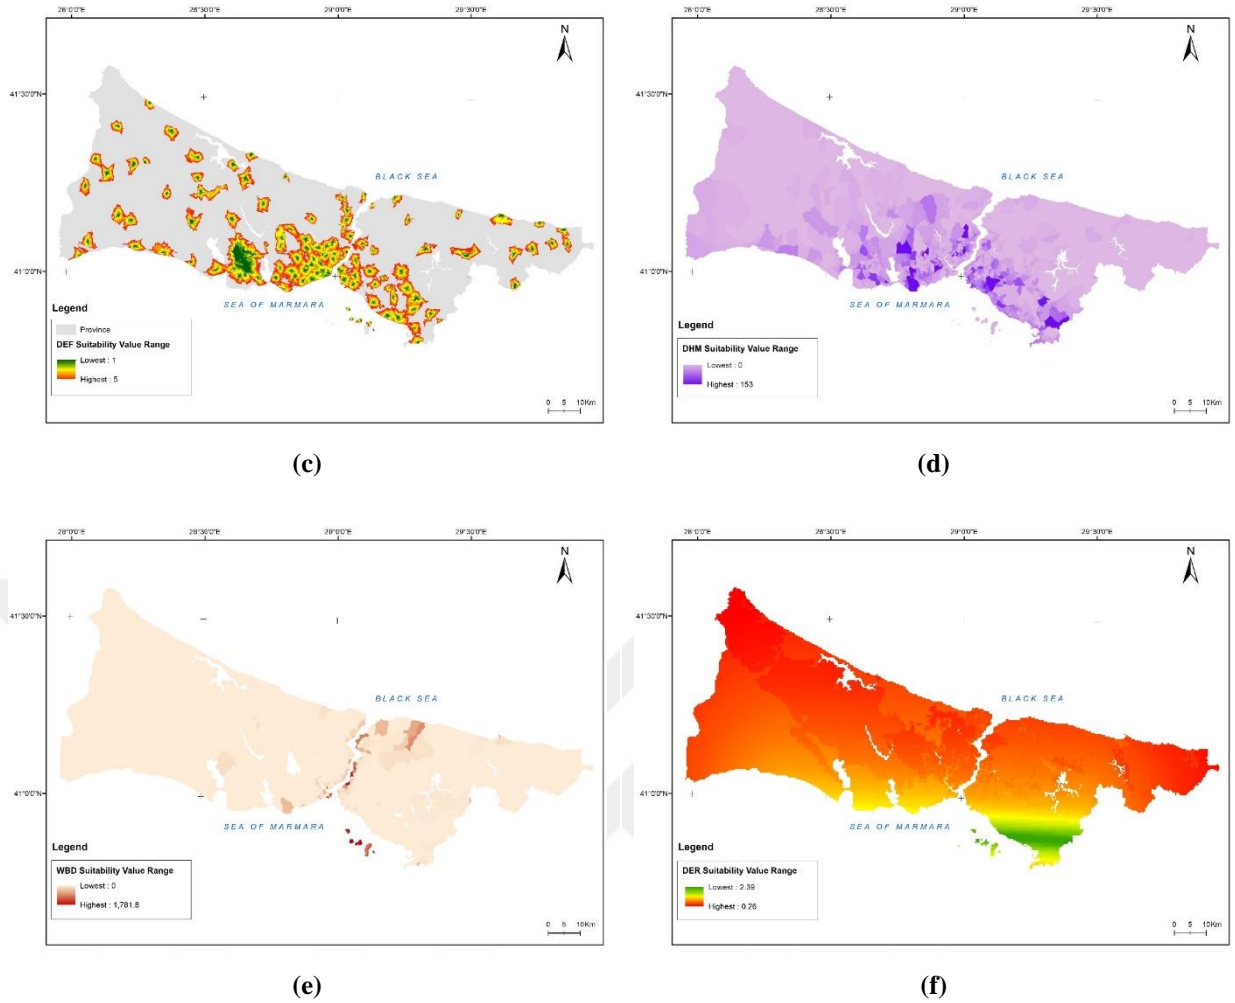 28°0'0"E 28°30'0"E 29°0'0"E 29°30'0"E
N
41°30'0"N
BLACK SEA
41°0'0"N
SEA OF MARMARA
Legend
Province
DEF Suitability Value Range
Lowest : 1
Highest : 5
0 5 10Km
(c)
28°0'0"E 28°30'0"E 29°0'0"E 29°30'0"E
N
41°30'0"N
BLACK SEA
41°0'0"N
SEA OF MARMARA
Legend
DHM Suitability Value Range
Lowest : 0
Highest : 153
0 5 10Km
(d)
28°0'0"E 28°30'0"E 29°0'0"E 29°30'0"E
N
41°30'0"N
BLACK SEA
41°0'0"N
SEA OF MARMARA
Legend
WBD Suitability Value Range
Lowest : 0
Highest : 1,781.8
0 5 10Km
(e)
28°0'0"E 28°30'0"E 29°0'0"E 29°30'0"E
N
41°30'0"N
BLACK SEA
41°0'0"N
SEA OF MARMARA
Legend
DER Suitability Value Range
Lowest : 2.39
Highest : 0.26
0 5 10Km
(f)